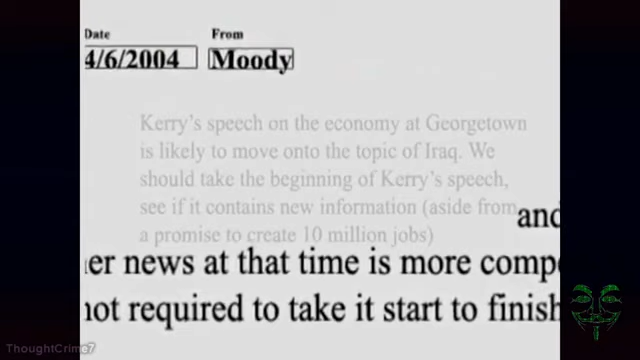 Date From
4/6/2004 Moody
Kerry's speech on the economy at Georgetown
is likely to move onto the topic of Iraq. We
should take the beginning of Kerry's speech,
see if it contains new information (aside from
a promise to create 10 million jobs)
and
er news at that time is more comp
not required to take it start to finish
ThoughtCrime7